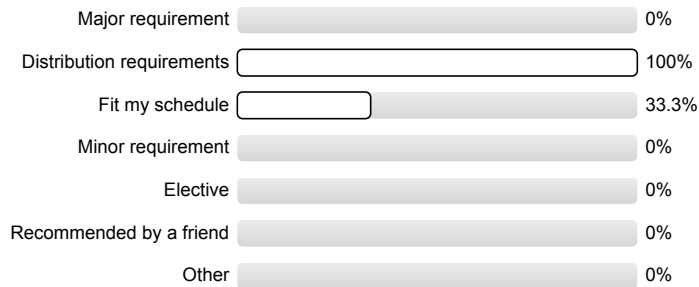 Major requirement 0%
Distribution requirements 100%
Fit my schedule 33.3%
Minor requirement 0%
Elective 0%
Recommended by a friend 0%
Other 0%